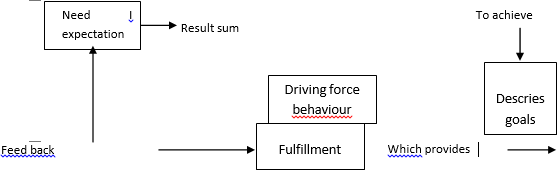 Need I
expectation
Result sum
To achieve
Driving force
behaviour
Descries
goals
Feed back
Fulfillment
Which provides